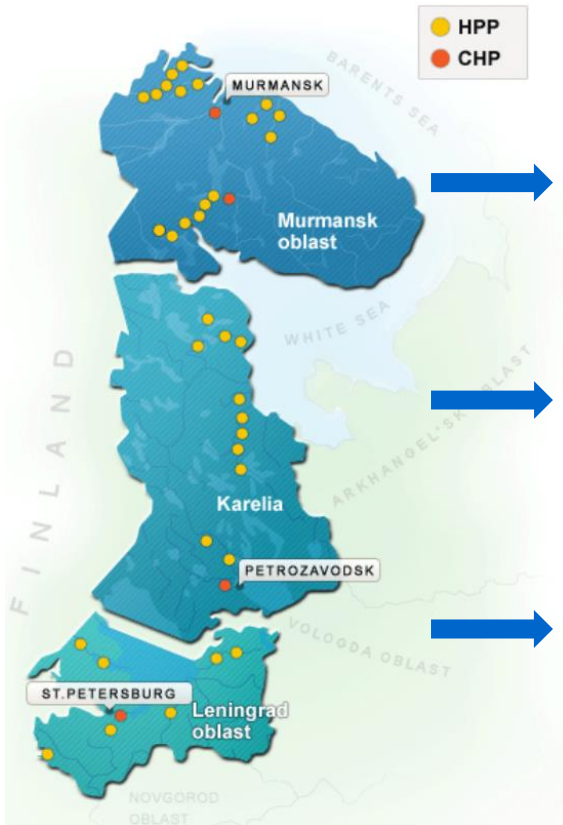 HPP
CHP
BARENTS SEA
MURMANSK
Murmansk
oblast
WHITE SEA
FINLAND
ARKHANGEL'SK OBLAST
Karelia
PETROZAVODSK
VOLOGDA OBLAST
ST.PETERSBURG
Leningrad
oblast
NOVGOROD
OBLAST